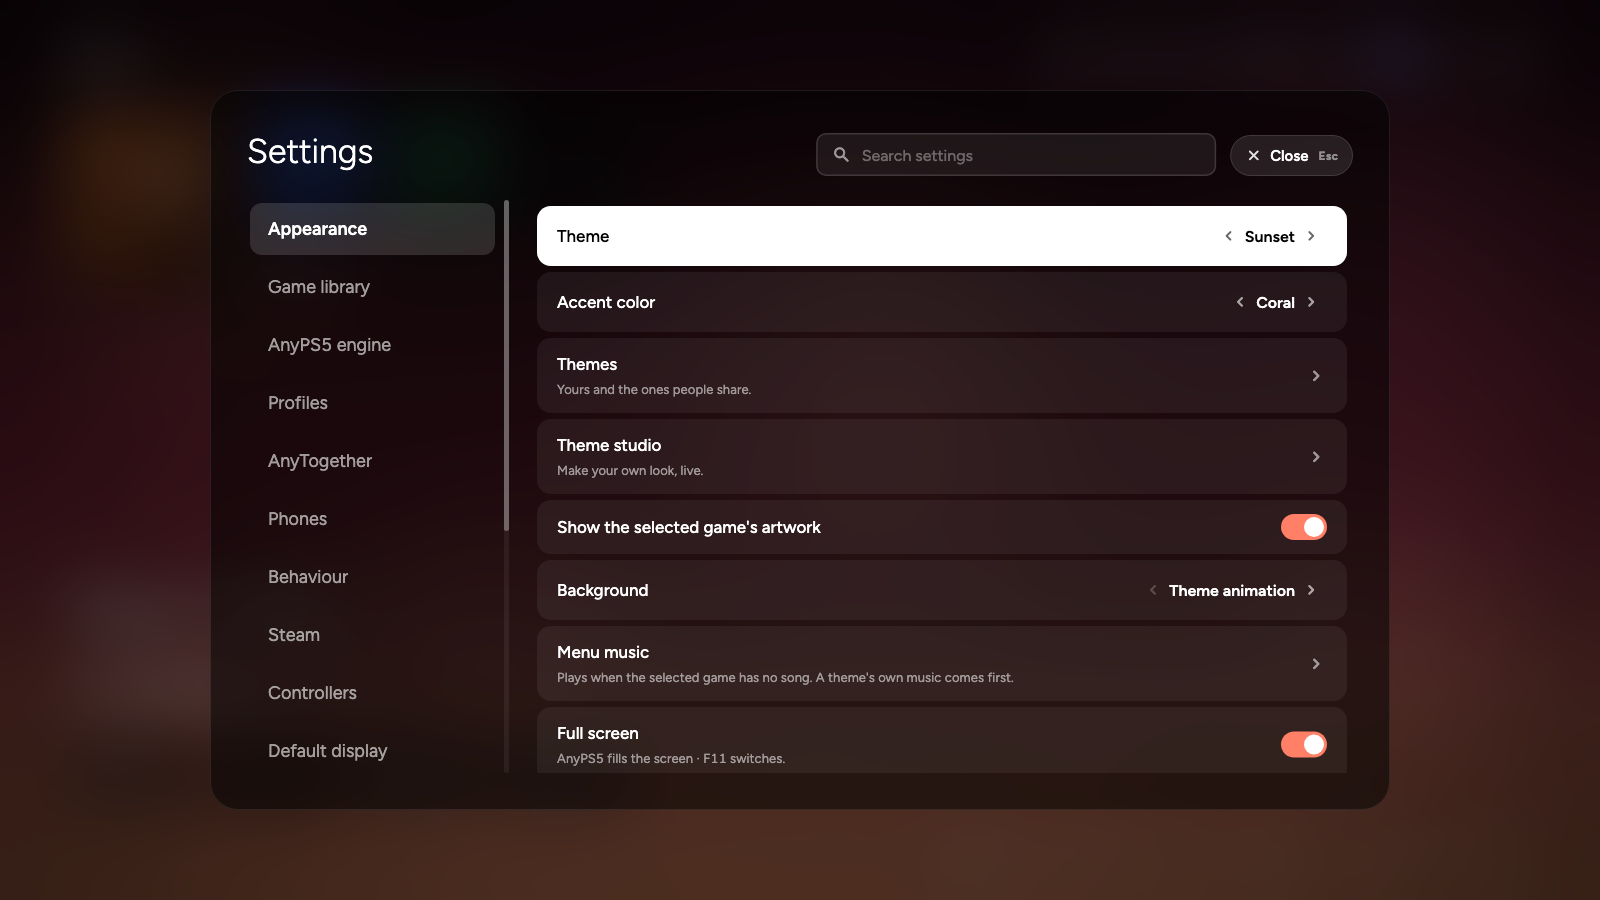 Settings
Search settings
Close Esc
Appearance
Game library
AnyPS5 engine
Profiles
AnyTogether
Phones
Behaviour
Steam
Controllers
Default display
Theme
Sunset
Accent color
Coral
Themes
Yours and the ones people share.
Theme studio
Make your own look, live.
Show the selected game's artwork
Background
Theme animation
Menu music
Plays when the selected game has no song. A theme's own music comes first.
Full screen
AnyPS5 fills the screen · F11 switches.